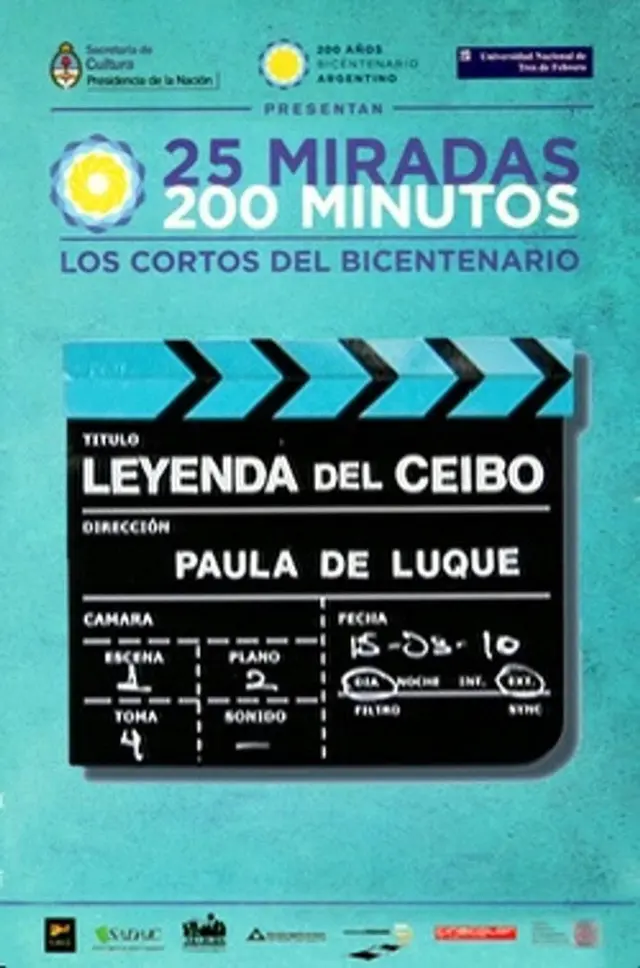 Secretaría de
Cultura
Presidencia de la Nación
200 AÑOS
BICENTENARIO
ARGENTINO
Universidad Nacional de
Tres de Febrero
PRESENTAN
25 MIRADAS
200 MINUTOS
LOS CORTOS DEL BICENTENARIO
TITULO
LEYENDA DEL CEIBO
DIRECCIÓN
PAULA DE LUQUE
CAMARA
FECHA
15-03-10
ESCENA
PLANO
1
2
DIA NOCHE INT. EXT.
TOMA
SONIDO
FILTRO
SYNC
4
—
SADAIC